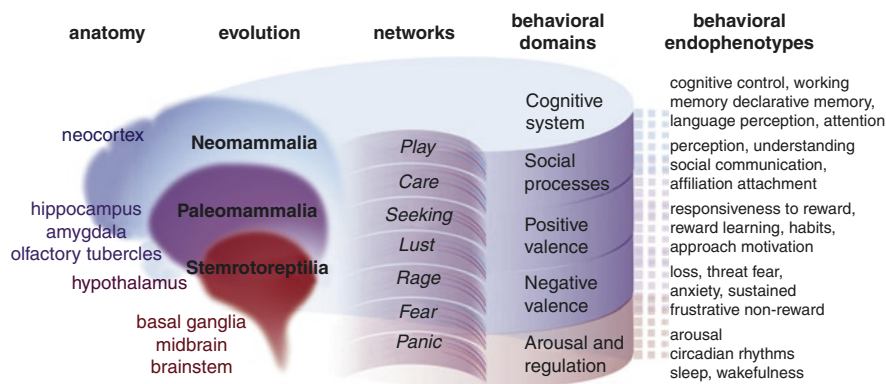 anatomy
evolution
networks
behavioral
domains
behavioral
endophenotypes
neocortex
hippocampus
amygdala
olfactory tubercles
hypothalamus
basal ganglia
midbrain
brainstem
Neomammalia
Paleomammalia
Stemrotoreptilia
Play
Care
Seeking
Lust
Rage
Fear
Panic
Cognitive
system
Social
processes
Positive
valence
Negative
valence
Arousal and
regulation
cognitive control, working
memory declarative memory,
language perception, attention
perception, understanding
social communication,
affiliation attachment
responsiveness to reward,
reward learning, habits,
approach motivation
loss, threat fear,
anxiety, sustained
frustrative non-reward
arousal
circadian rhythms
sleep, wakefulness